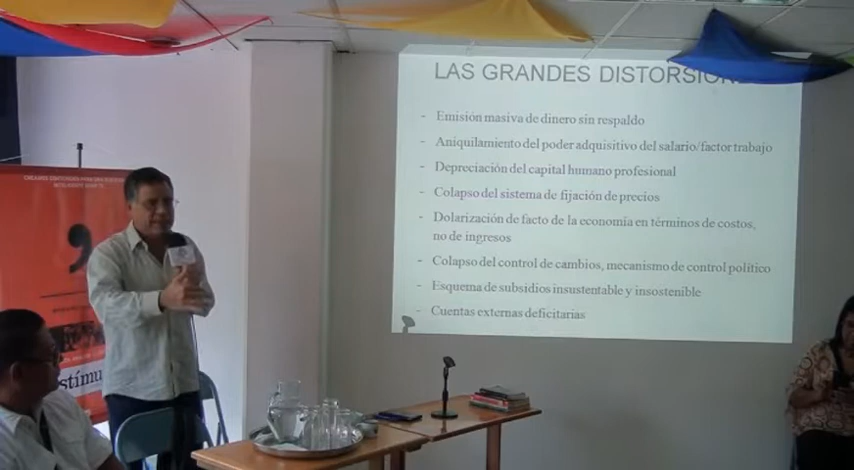 LAS GRANDES DISTORSION
- Emisión masiva de dinero sin respaldo
- Aniquilamiento del poder adquisitivo del salario/factor trabajo
- Depreciación del capital humano profesional
- Colapso del sistema de fijación de precios
- Dolarización de facto de la economía en términos de costos,
no de ingresos
- Colapso del control de cambios, mecanismo de control político
- Esquema de subsidios insustentable y insostenible
- Cuentas externas deficitarias